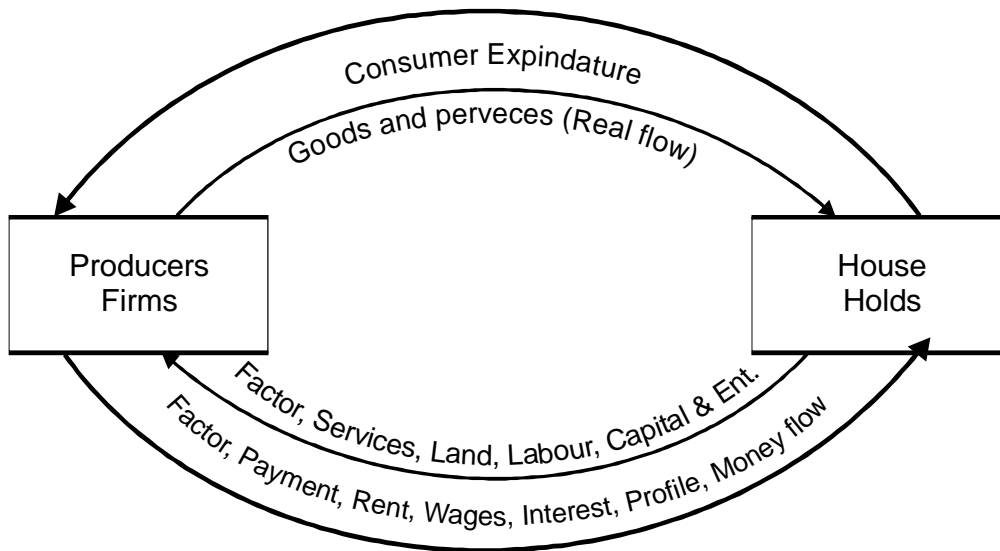 Consumer Expindature
Goods and perveces (Real flow)
Producers
Firms
House
Holds
Factor, Services, Land, Labour, Capital & Ent.
Factor, Payment, Rent, Wages, Interest, Profile, Money flow